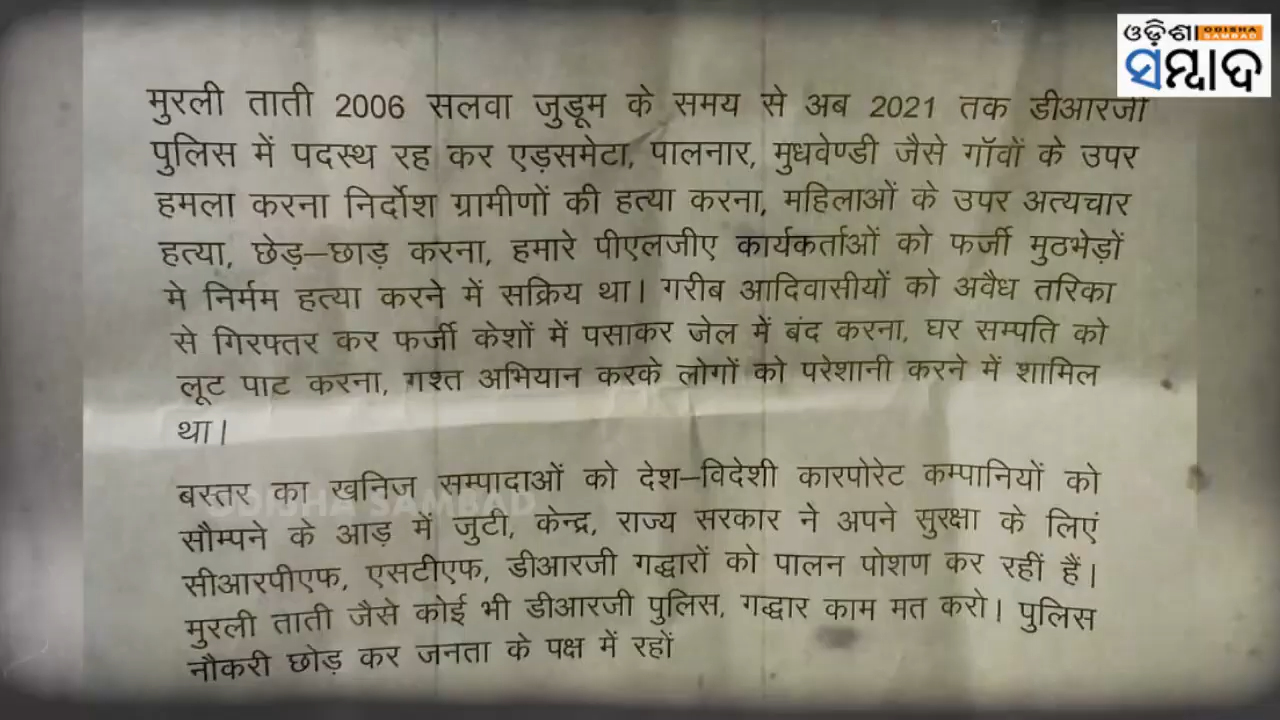 ଓଡ଼ିଶା ODISHA SAMBAD
ସମ୍ବାଦ
मुरली ताती 2006 सलवा जुडूम के समय से अब 2021 तक डीआरजी
पुलिस में पदस्थ रह कर एड़समेटा, पालनार, मुधवेण्डी जैसे गॉवों के उपर
हमला करना निर्दोश ग्रामीणों की हत्या करना, महिलाओं के उपर अत्यचार
हत्या, छेड़–छाड़ करना, हमारे पीएलजीए कार्यकर्ताओं को फर्जी मुठभेड़ों
मे निर्मम हत्या करने में सक्रिय था। गरीब आदिवासीयों को अवैध तरिका
से गिरफ्तर कर फर्जी केशों में पसाकर जेल में बंद करना, घर सम्पति को
लूट पाट करना, गश्त अभियान करके लोगों को परेशानी करने में शामिल
था।
बस्तर का खनिज सम्पादाओं को देश–विदेशी कारपोरेट कम्पानियों को
सौम्पने के आड़ में जुटी, केन्द्र, राज्य सरकार ने अपने सुरक्षा के लिएं
सीआरपीएफ, एसटीएफ, डीआरजी गद्धारों को पालन पोशण कर रहीं हैं।
मुरली ताती जैसे कोई भी डीआरजी पुलिस, गद्धार काम मत करो। पुलिस
नौकरी छोड़ कर जनता के पक्ष में रहों
ODISHA SAMBAD